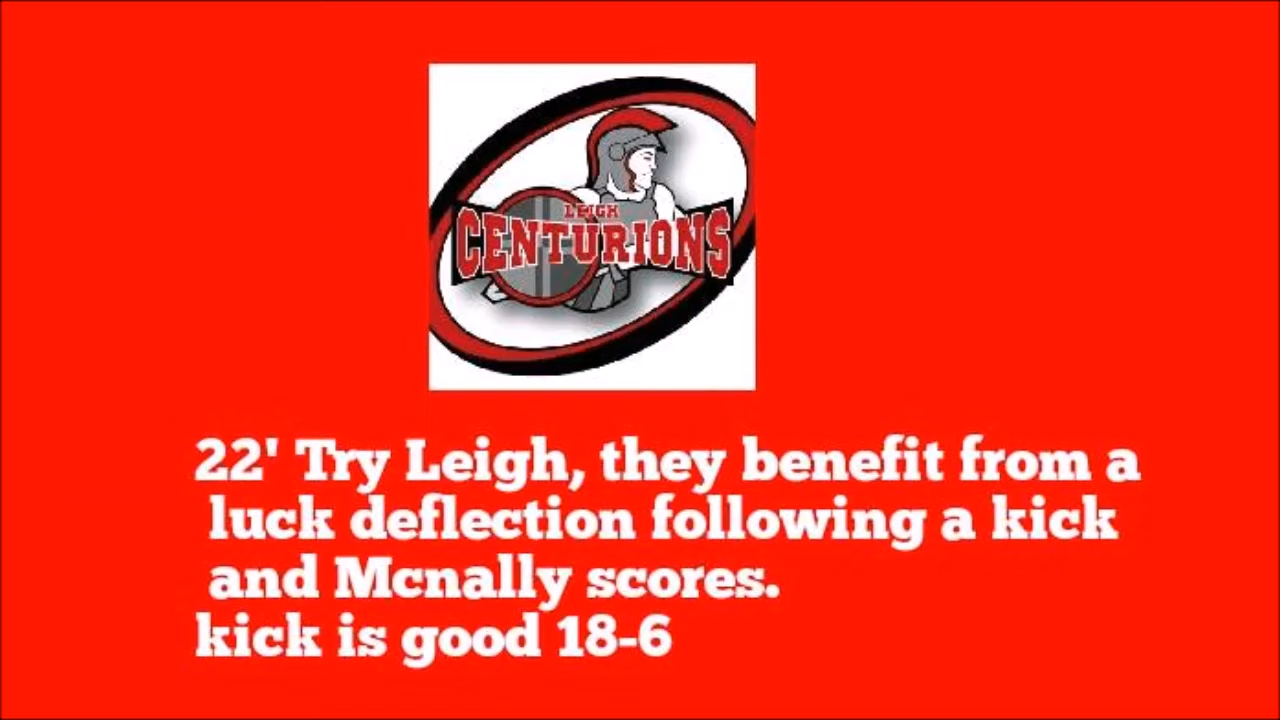 LEIGH
CENTURIONS
22' Try Leigh, they benefit from a
luck deflection following a kick
and Mcnally scores.
kick is good 18-6